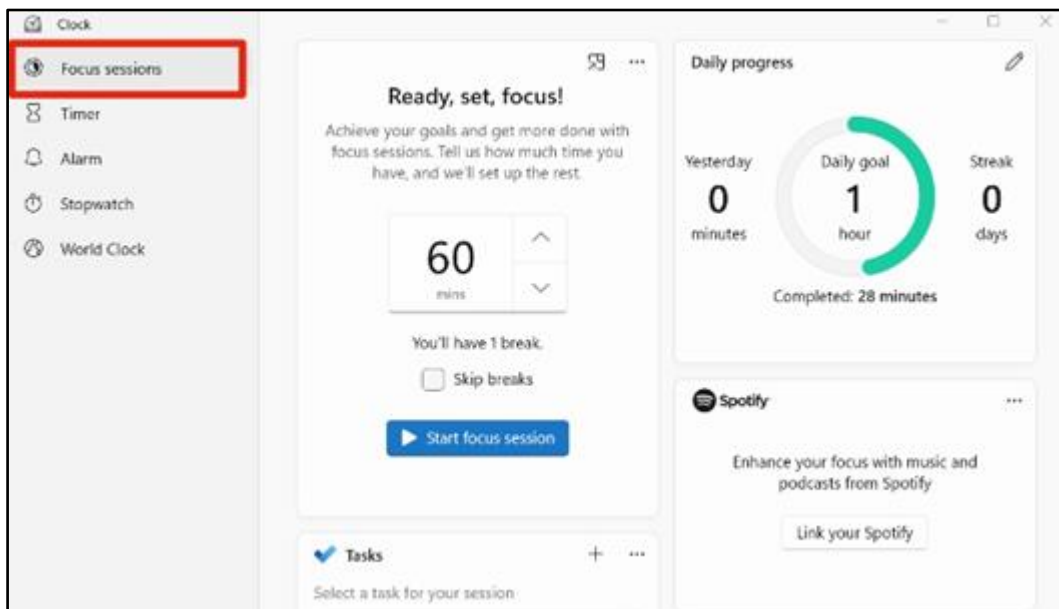 Clock
Focus sessions
Timer
Alarm
Stopwatch
World Clock
Ready, set, focus!
Achieve your goals and get more done with
focus sessions. Tell us how much time you
have, and we'll set up the rest.
60
mins
You'll have 1 break.
Skip breaks
Start focus session
Tasks
Select a task for your session
Daily progress
Yesterday
0
minutes
Daily goal
1
hour
Streak
0
days
Completed: 28 minutes
Spotify
Enhance your focus with music and
podcasts from Spotify
Link your Spotify